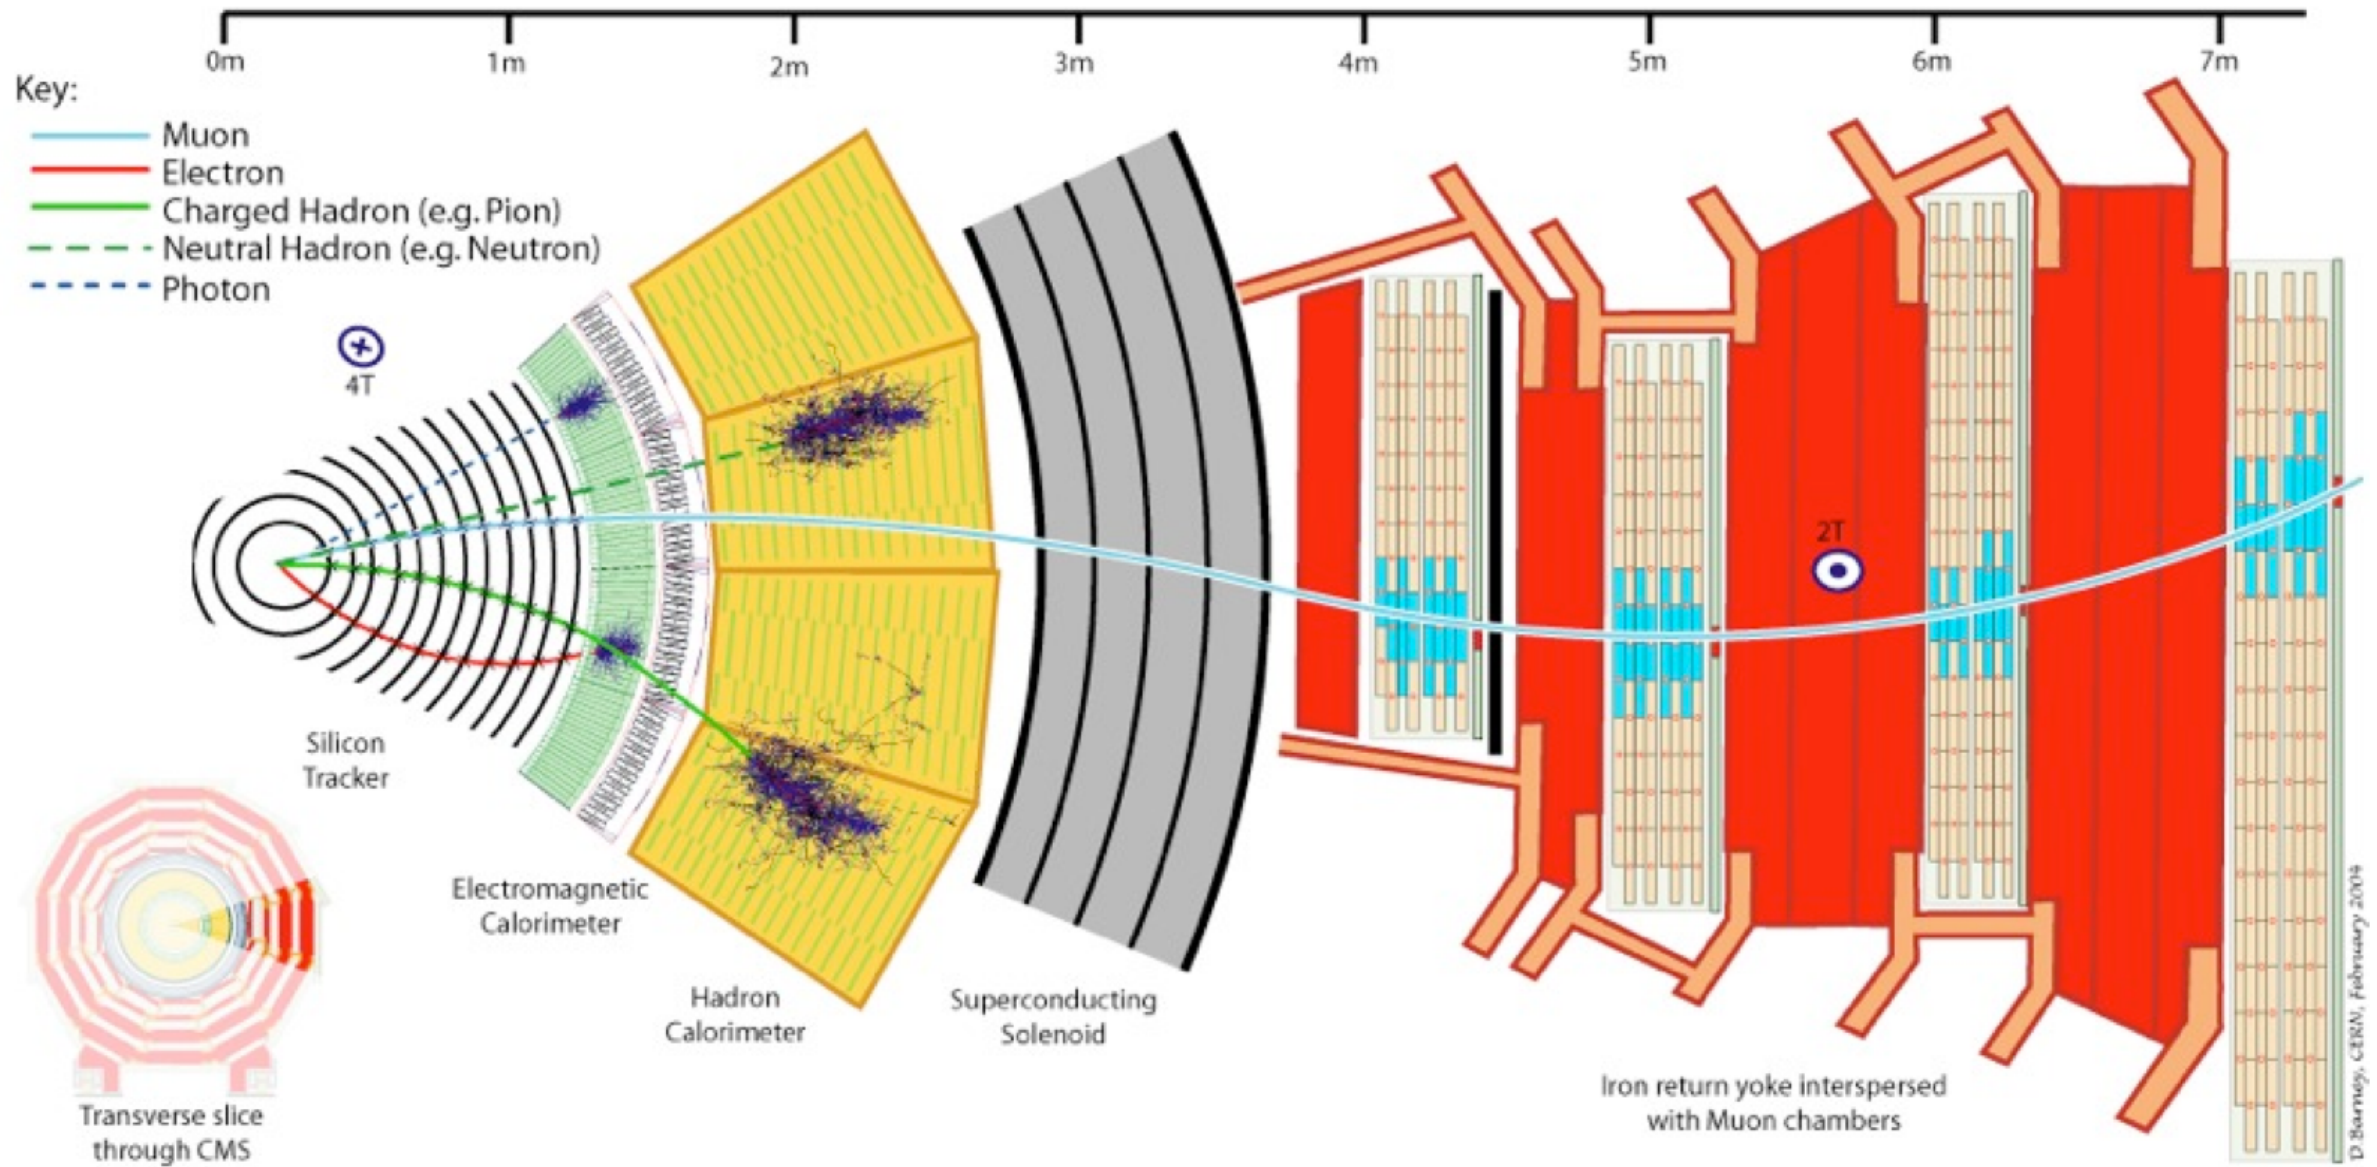 0m 1m 2m 3m 4m 5m 6m 7m
Key:
Muon
Electron
Charged Hadron (e.g. Pion)
Neutral Hadron (e.g. Neutron)
Photon
4T
2T
Silicon
Tracker
Electromagnetic
Calorimeter
Hadron
Calorimeter
Superconducting
Solenoid
Iron return yoke interspersed
with Muon chambers
Transverse slice
through CMS
D Barney, CERN, February 2004